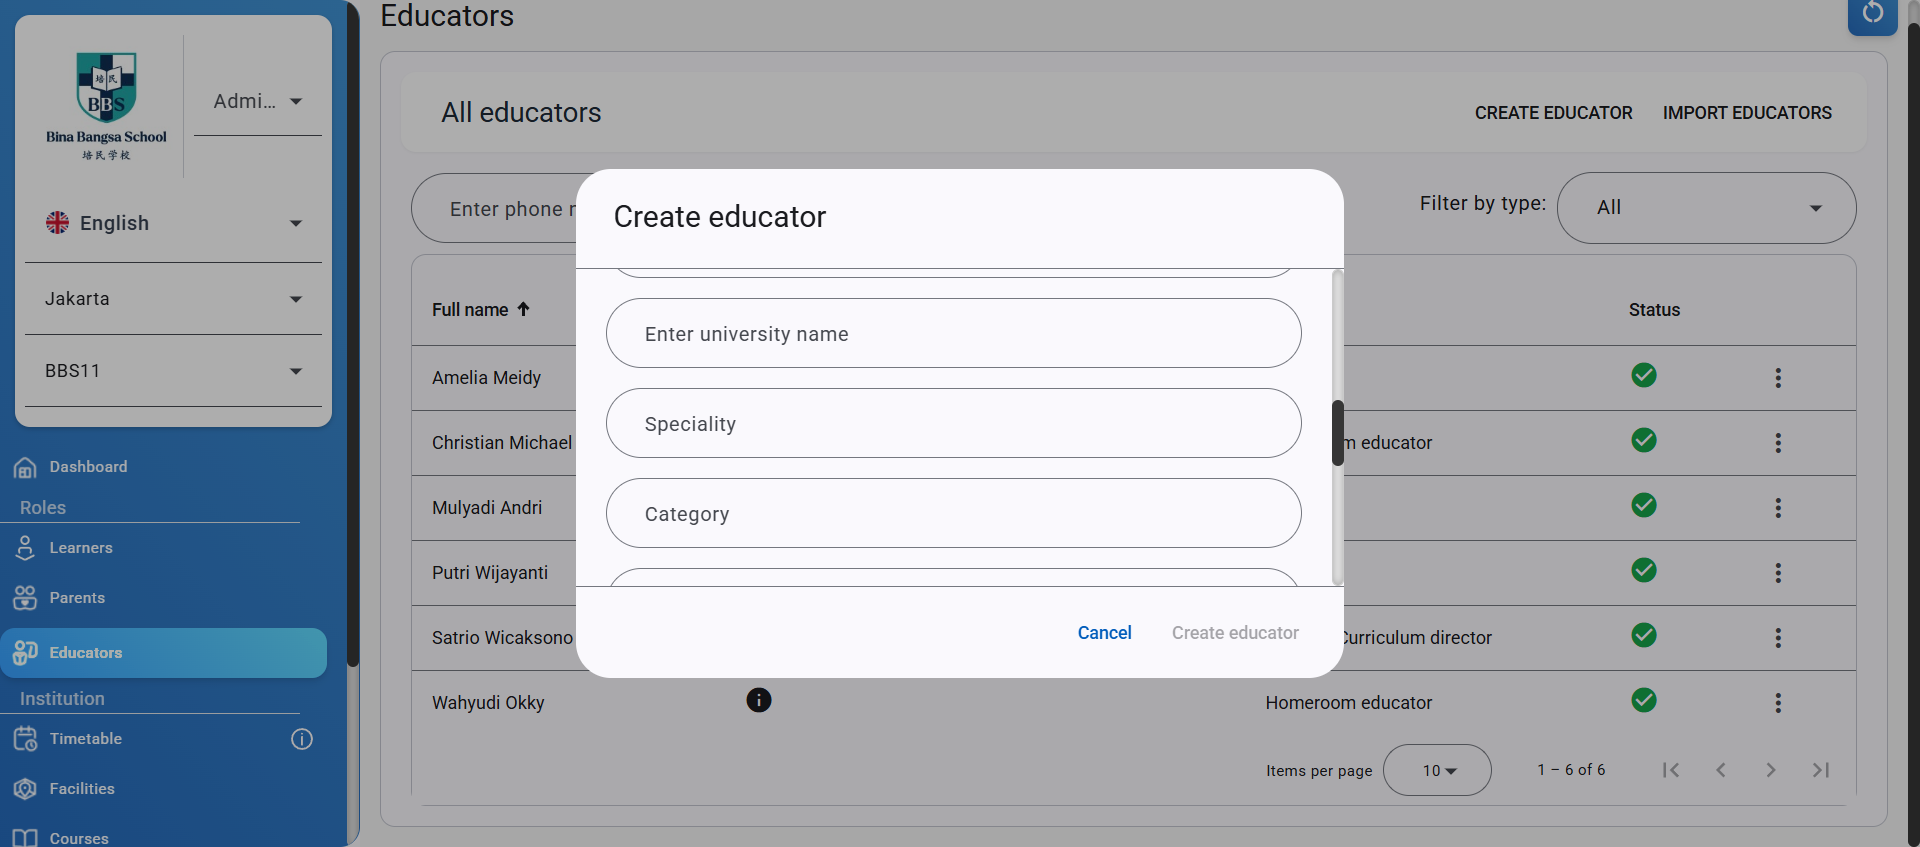 Educators
培民
BBS
Bina Bangsa School
培民学校
Admi...
English
Jakarta
BBS11
Dashboard
Roles
Learners
Parents
Educators
Institution
Timetable
Facilities
Courses
All educators
CREATE EDUCATOR
IMPORT EDUCATORS
Enter phone
Filter by type:
All
Full name
Status
Amelia Meidy
Christian Michael
m educator
Mulyadi Andri
Putri Wijayanti
Satrio Wicaksono
Curriculum director
Wahyudi Okky
Homeroom educator
Items per page
10
1 – 6 of 6
Create educator
Enter university name
Speciality
Category
Cancel
Create educator